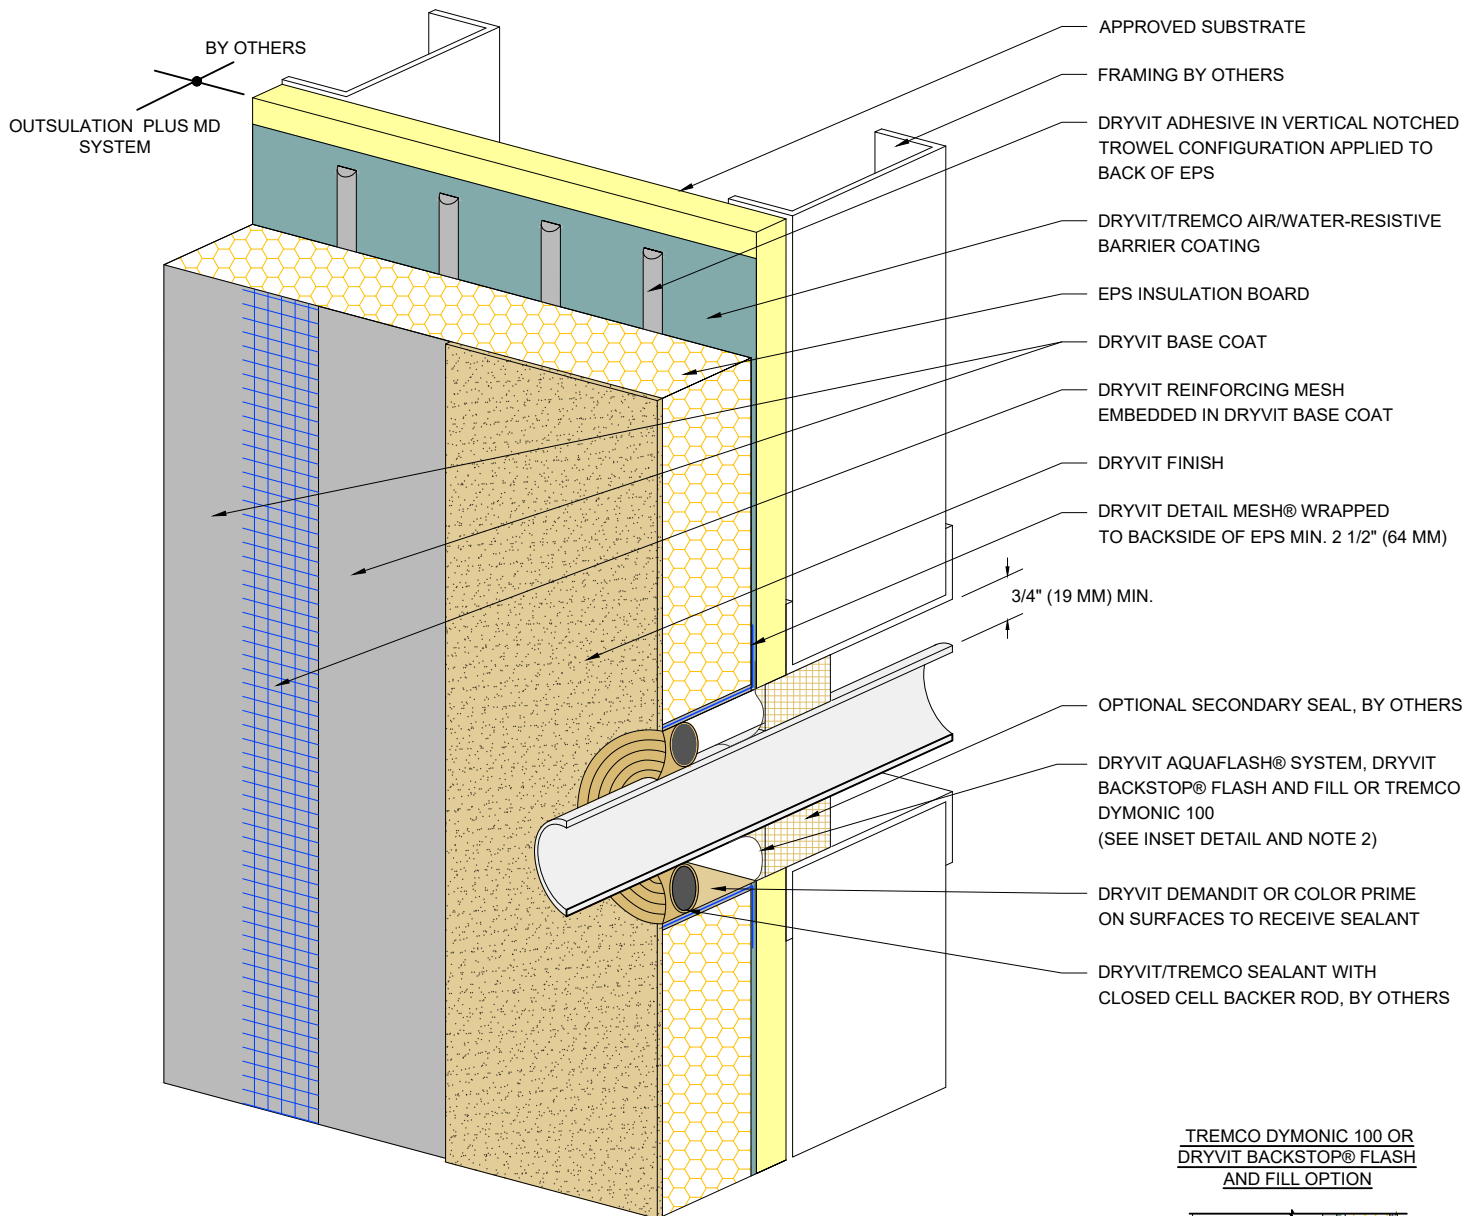 BY OTHERS
OUTSULATION PLUS MD
SYSTEM
APPROVED SUBSTRATE
FRAMING BY OTHERS
DRYVIT ADHESIVE IN VERTICAL NOTCHED
TROWEL CONFIGURATION APPLIED TO
BACK OF EPS
DRYVIT/TREMCO AIR/WATER-RESISTIVE
BARRIER COATING
EPS INSULATION BOARD
DRYVIT BASE COAT
DRYVIT REINFORCING MESH
EMBEDDED IN DRYVIT BASE COAT
DRYVIT FINISH
DRYVIT DETAIL MESH® WRAPPED
TO BACKSIDE OF EPS MIN. 2 1/2" (64 MM)
3/4" (19 MM) MIN.
OPTIONAL SECONDARY SEAL, BY OTHERS
DRYVIT AQUAFLASH® SYSTEM, DRYVIT
BACKSTOP® FLASH AND FILL OR TREMCO
DYMONIC 100
(SEE INSET DETAIL AND NOTE 2)
DRYVIT DEMANDIT OR COLOR PRIME
ON SURFACES TO RECEIVE SEALANT
DRYVIT/TREMCO SEALANT WITH
CLOSED CELL BACKER ROD, BY OTHERS
TREMCO DYMONIC 100 OR
DRYVIT BACKSTOP® FLASH
AND FILL OPTION